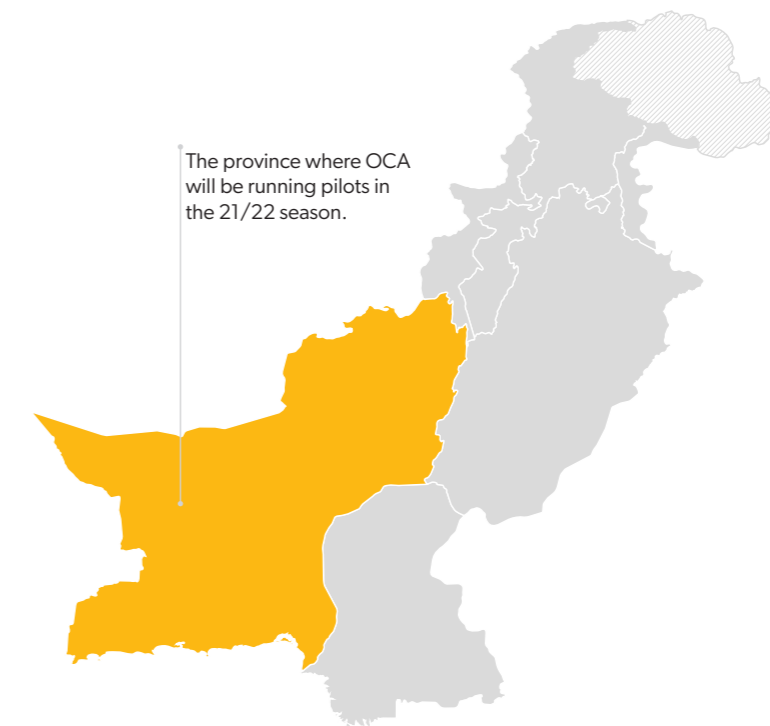 The province where OCA
will be running pilots in
the 21/22 season.